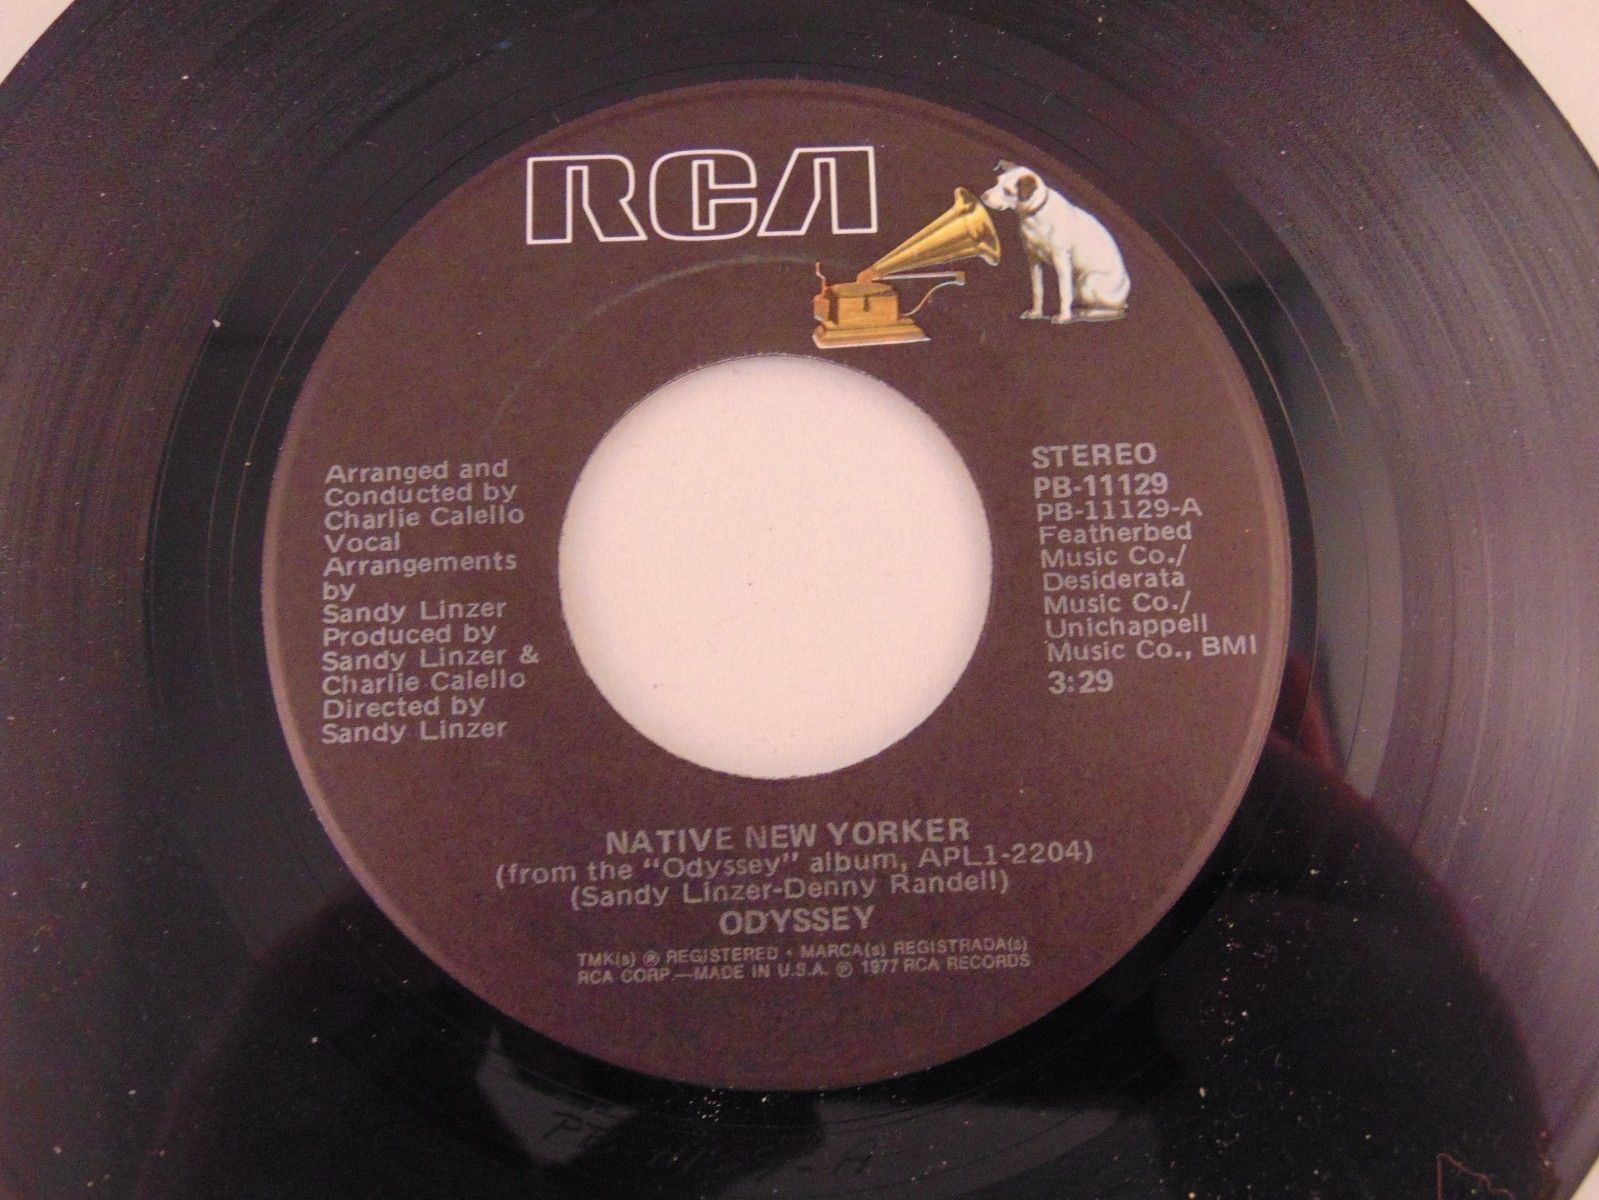 RCA
Arranged and
Conducted by
Charlie Calello
Vocal
Arrangements
by
Sandy Linzer
Produced by
Sandy Linzer &
Charlie Calello
Directed by
Sandy Linzer
STEREO
PB-11129
PB-11129-A
Featherbed
Music Co./
Desiderata
Music Co./
Unichappell
Music Co., BMI
3:29
NATIVE NEW YORKER
(from the "Odyssey" album, APL1-2204)
(Sandy Linzer-Denny Randell)
ODYSSEY
TMK(s) ® REGISTERED • MARCA(s) REGISTRADA(s)
RCA CORP.—MADE IN U.S.A. ℗ 1977 RCA RECORDS